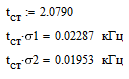 t_ст := 2.0790
t_ст·σ1 = 0.02287 кГц
t_ст·σ2 = 0.01953 кГц